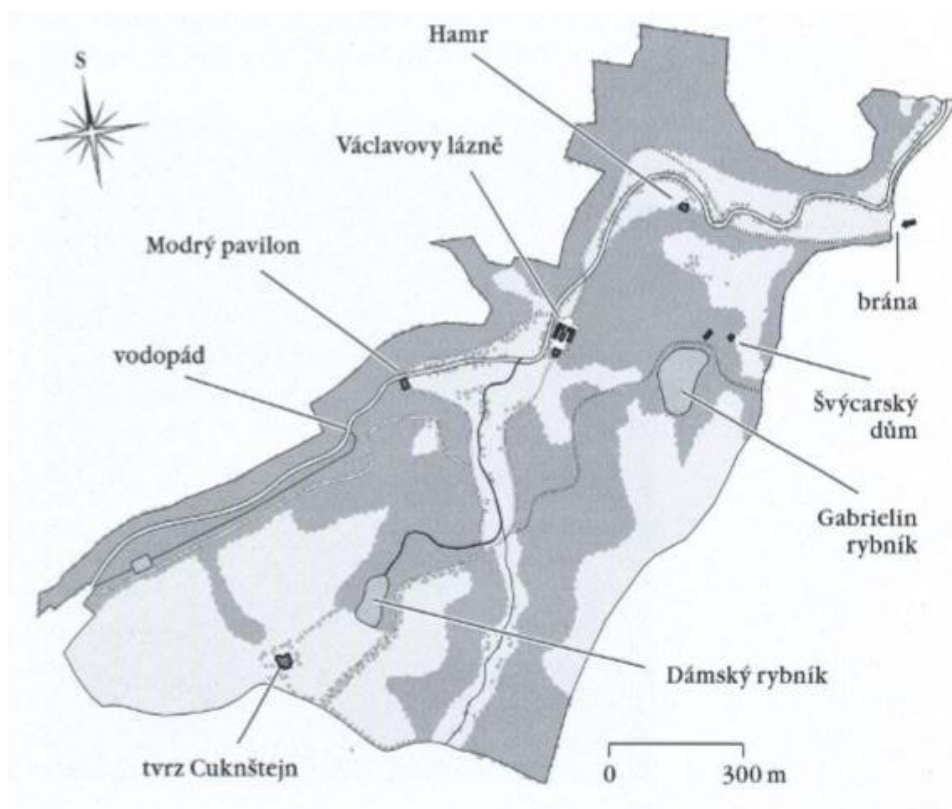 Hamr
S
Václavovy lázně
Modrý pavilon
brána
vodopád
Švýcarský
dům
Gabrielin
rybník
Dámský rybník
tvrz Cuknštejn
0 300 m